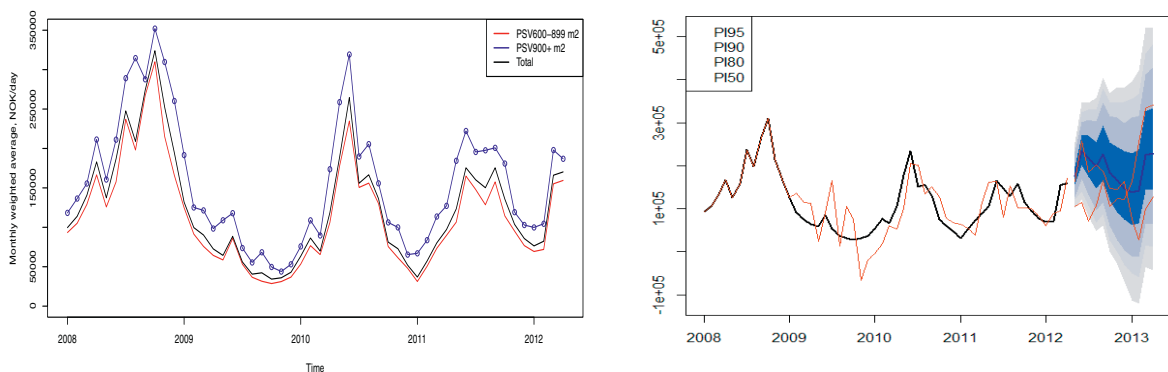 Monthly weighted average, NOK/day
350000
250000
150000
50000
0
PSV600-899 m2
PSV900+ m2
Total
2008
2009
2010
2011
2012
Time
5e+05
3e+05
1e+05
-1e+05
PI95
PI90
PI80
PI50
2008
2009
2010
2011
2012
2013